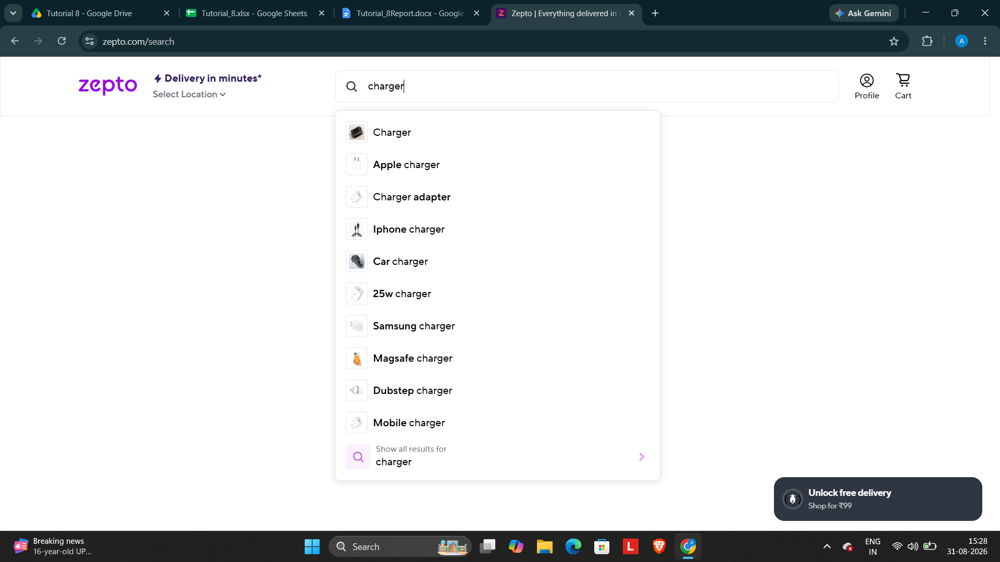 Tutorial 8 - Google Drive
Tutorial_8.xlsx - Google Sheets
Tutorial_8Report.docx - Google
Zepto | Everything delivered in
Ask Gemini
zepto.com/search
A
zepto
Delivery in minutes*
Select Location
charger
Profile
Cart
Charger
Apple charger
Charger adapter
Iphone charger
Car charger
25w charger
Samsung charger
Magsafe charger
Dubstep charger
Mobile charger
Show all results for
charger
Unlock free delivery
Shop for ₹99
Breaking news
16-year-old UP...
Search
L
A
ENG
IN
15:28
31-08-2026